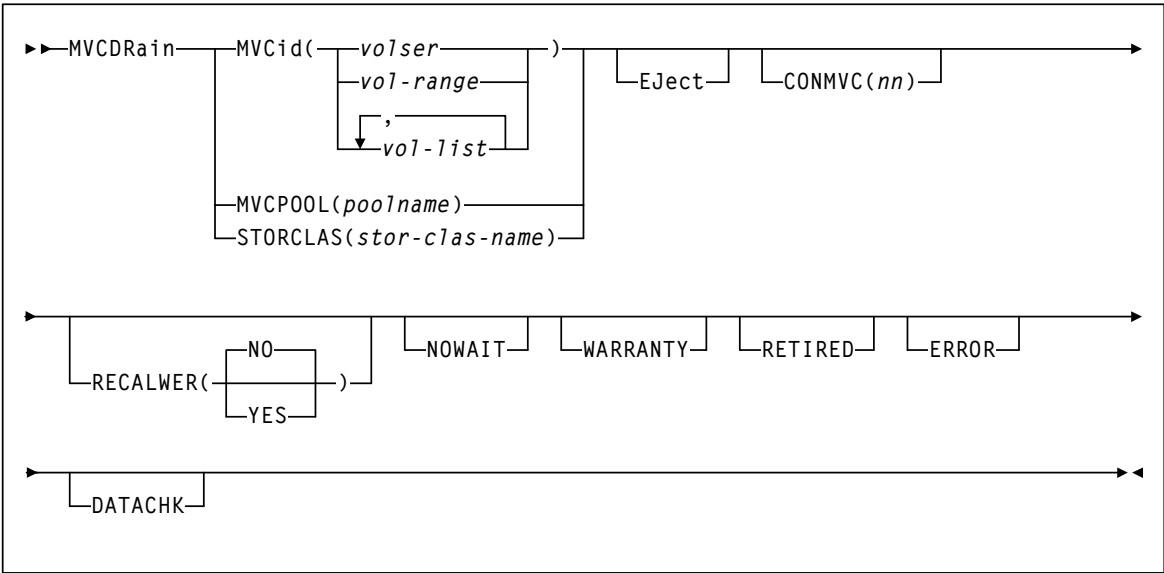 MVCDRain MVCid( volser ) EJect CONMVC(nn)
vol-range
,
vol-list
MVCPOOL(poolname)
STORCLAS(stor-clas-name)
RECALWER( NO ) NOWAIT WARRANTY RETIRED ERROR
YES
DATACHK